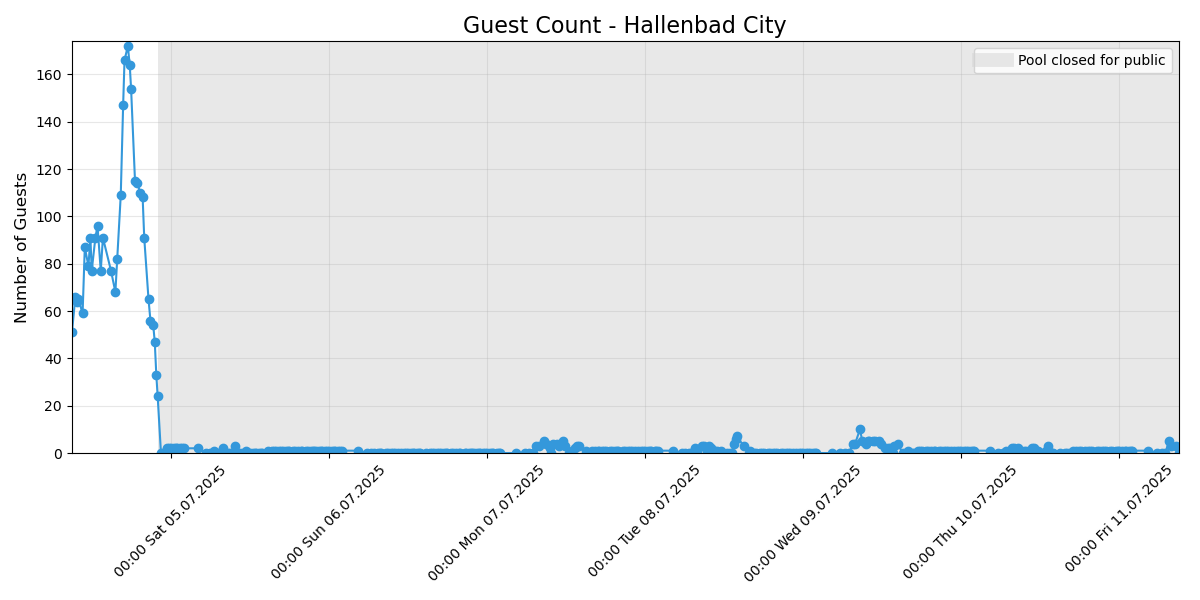 Guest Count - Hallenbad City
Pool closed for public
Number of Guests
160
140
120
100
80
60
40
20
0
00:00 Sat 05.07.2025
00:00 Sun 06.07.2025
00:00 Mon 07.07.2025
00:00 Tue 08.07.2025
00:00 Wed 09.07.2025
00:00 Thu 10.07.2025
00:00 Fri 11.07.2025